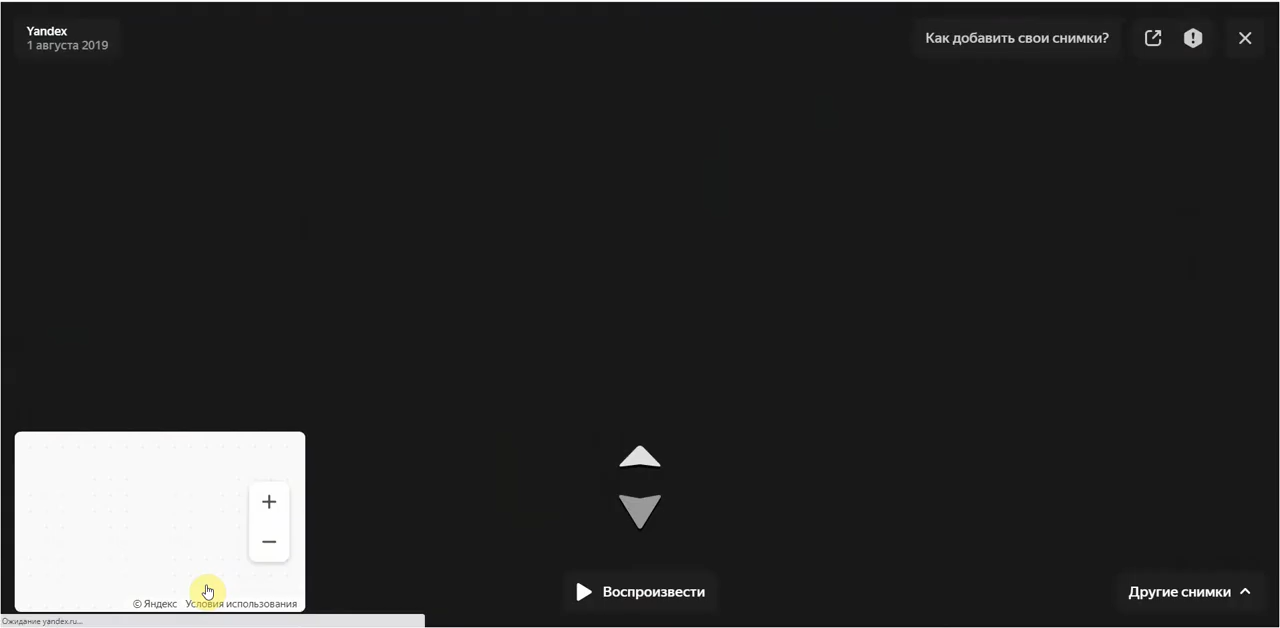 Yandex
1 августа 2019
Как добавить свои снимки?
© Яндекс Условия использования
Воспроизвести
Другие снимки
Ожидание yandex.ru...